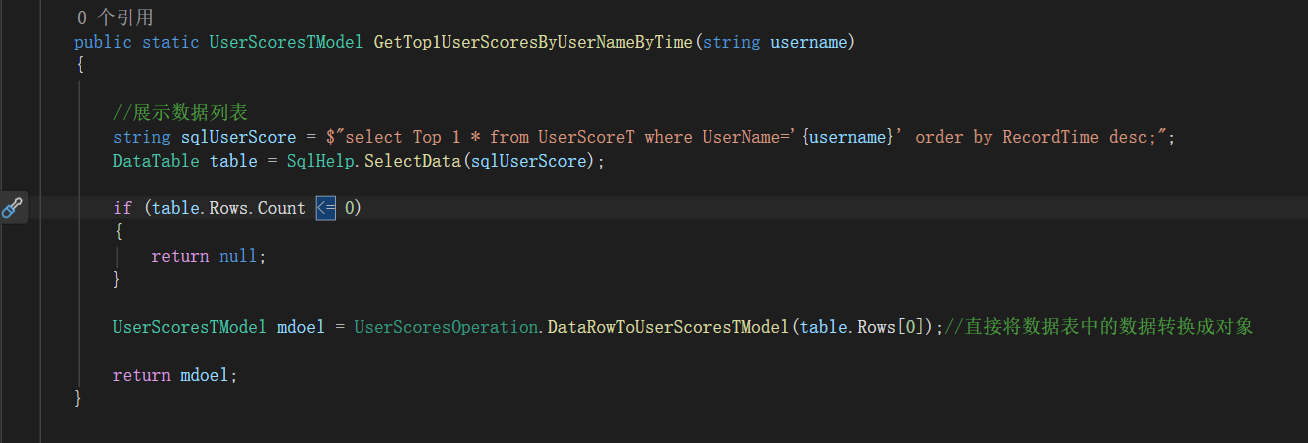 0 个引用
public static UserScoresTModel GetTop1UserScoresByUserNameByTime(string username)
{
//展示数据列表
string sqlUserScore = $"select Top 1 * from UserScoreT where UserName='{username}' order by RecordTime desc;";
DataTable table = SqlHelp.SelectData(sqlUserScore);
if (table.Rows.Count <= 0)
{
return null;
}
UserScoresTModel mdoel = UserScoresOperation.DataRowToUserScoresTModel(table.Rows[0]);//直接将数据表中的数据转换成对象
return mdoel;
}